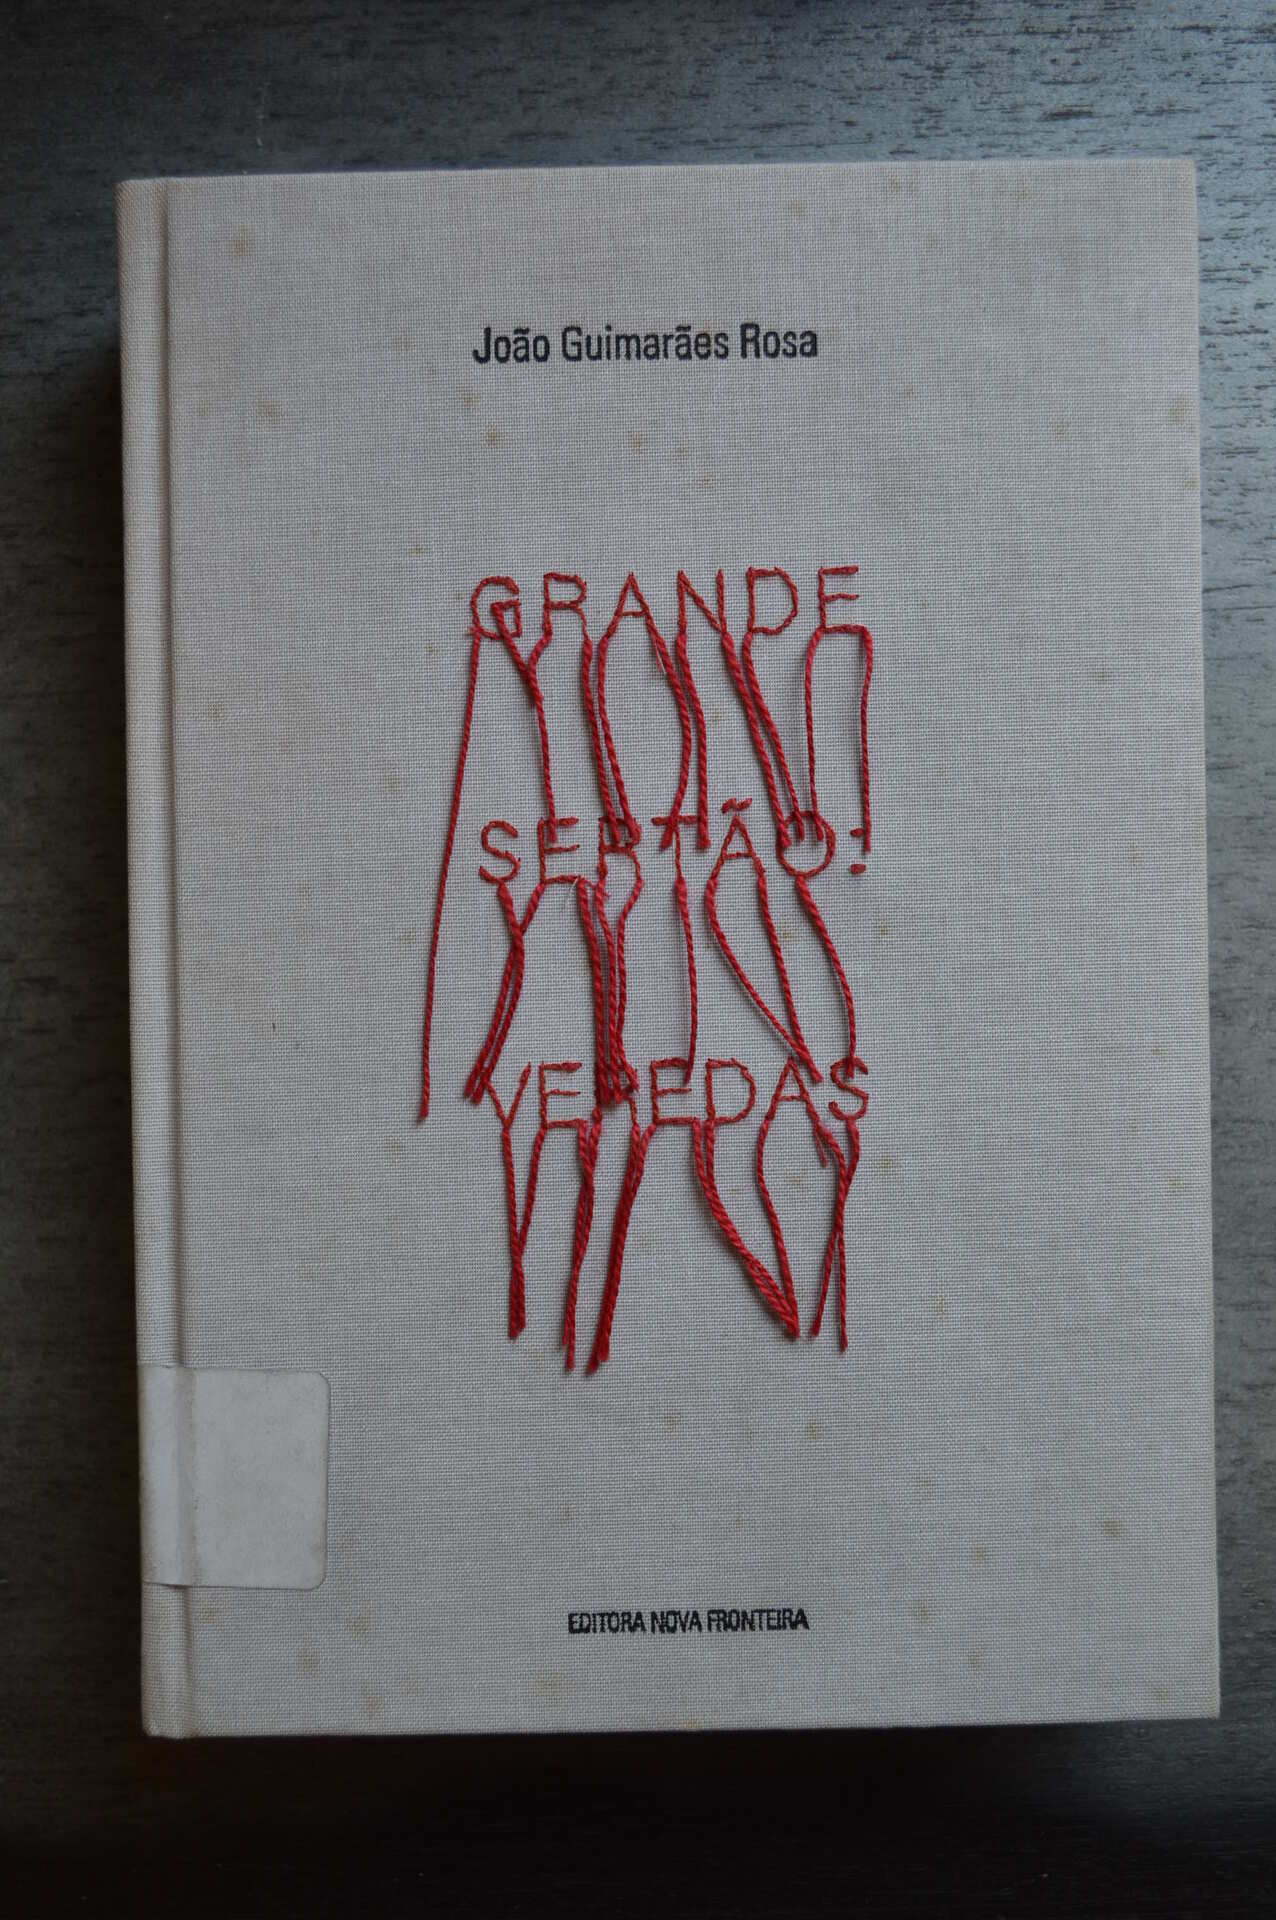 João Guimarães Rosa
GRANDE
SERTÃO:
VEREDAS
EDITORA NOVA FRONTEIRA